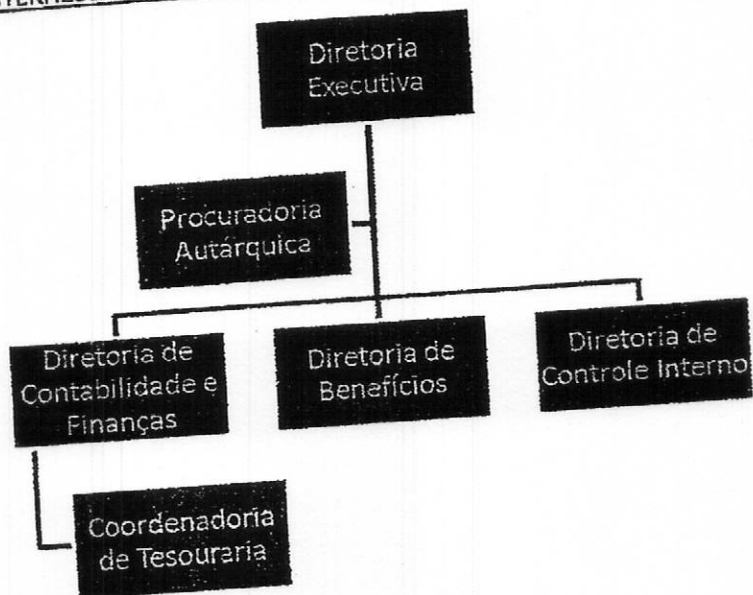 Diretoria
Executiva
Procuradoria
Autárquica
Diretoria de
Contabilidade e
Finanças
Diretoria de
Benefícios
Diretoria de
Controle Interno
Coordenadoria
de Tesouraria